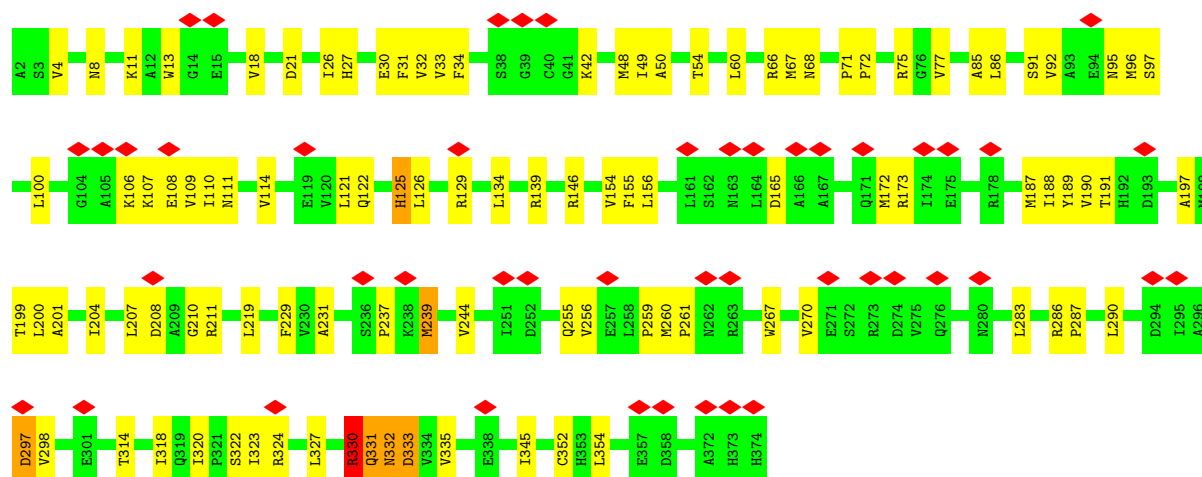 A2 S3 V4 N8 K11 A12 W13 G14 E15 V18 D21 I26 H27 E30 F31 V32 V33 F34 S38 G39 C40 G41 K42 M48 I49 A50 T54 L60 R66 M67 N68 P71 P72 R75 G76 V77 A85 L86 S91 V92 A93 E94 N95 M96 S97
L100 G104 A105 K106 K107 E108 V109 I110 N111 V114 E119 V120 L121 Q122 H125 L126 R129 L134 R139 R146 V154 F155 L156 L161 S162 N163 L164 D165 A166 A167 Q171 M172 R173 I174 E175 R178 M187 I188 Y189 V190 T191 H192 D193 A197
T199 L200 A201 I204 L207 D208 A209 G210 R211 L219 F229 V230 A231 S236 P237 K238 M239 V244 I251 D252 Q255 V256 E257 L258 P259 M260 P261 N262 R263 W267 V270 E271 S272 R273 D274 V275 Q276 N280 L283 R286 P287 L290 D294 I295 A296
D297 V298 E301 T314 I318 Q319 I320 P321 S322 I323 R324 L327 R330 Q331 N332 D333 V334 V335 E338 I345 C352 H353 L354 E357 D358 A372 H373 H374